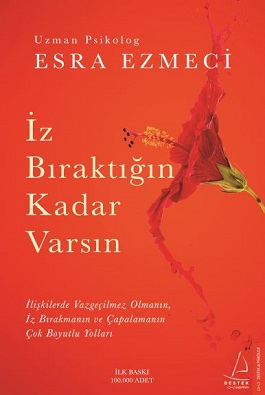 Uzman Psikolog
ESRA EZMECİ
İz
Bıraktığın
Kadar
Varsın
İlişkilerde Vazgeçilmez Olmanın,
İz Bırakmanın ve Çapalamanın
Çok Boyutlu Yolları
İLK BASKI
100.000 ADET
DESTEK